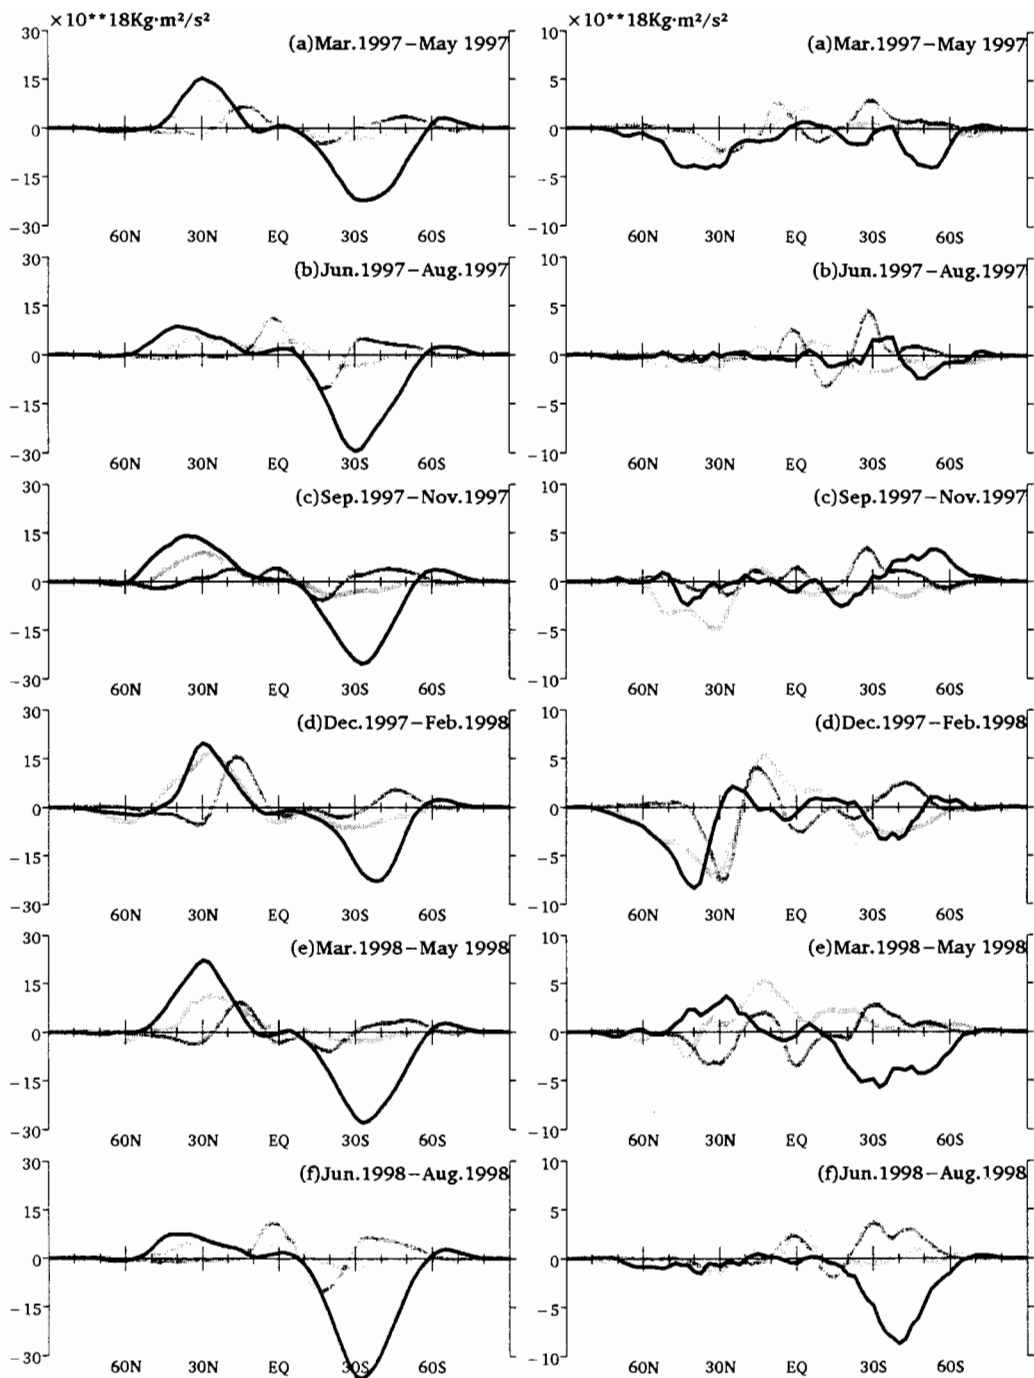 ×10**18Kg·m²/s²
30
(a)Mar.1997−May 1997
15
0
−15
−30
60N 30N EQ 30S 60S
30
(b)Jun.1997−Aug.1997
15
0
−15
−30
60N 30N EQ 30S 60S
30
(c)Sep.1997−Nov.1997
15
0
−15
−30
60N 30N EQ 30S 60S
30
(d)Dec.1997−Feb.1998
15
0
−15
−30
60N 30N EQ 30S 60S
30
(e)Mar.1998−May 1998
15
0
−15
−30
60N 30N EQ 30S 60S
30
(f)Jun.1998−Aug.1998
15
0
−15
−30
60N 30N EQ 30S 60S
×10**18Kg·m²/s²
10
(a)Mar.1997−May 1997
5
0
−5
−10
60N 30N EQ 30S 60S
10
(b)Jun.1997−Aug.1997
5
0
−5
−10
60N 30N EQ 30S 60S
10
(c)Sep.1997−Nov.1997
5
0
−5
−10
60N 30N EQ 30S 60S
10
(d)Dec.1997−Feb.1998
5
0
−5
−10
60N 30N EQ 30S 60S
10
(e)Mar.1998−May 1998
5
0
−5
−10
60N 30N EQ 30S 60S
10
(f)Jun.1998−Aug.1998
5
0
−5
−10
60N 30N EQ 30S 60S